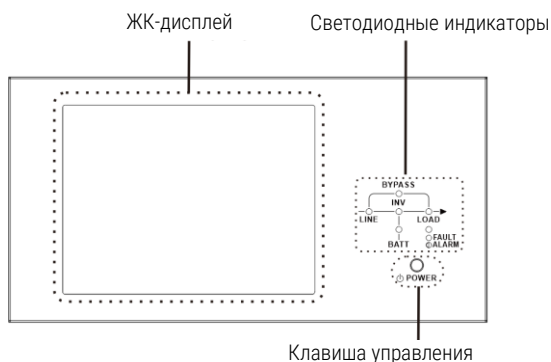 ЖК-дисплей
Светодиодные индикаторы
BYPASS
INV
LINE
LOAD
BATT
FAULT
ALARM
POWER
Клавиша управления